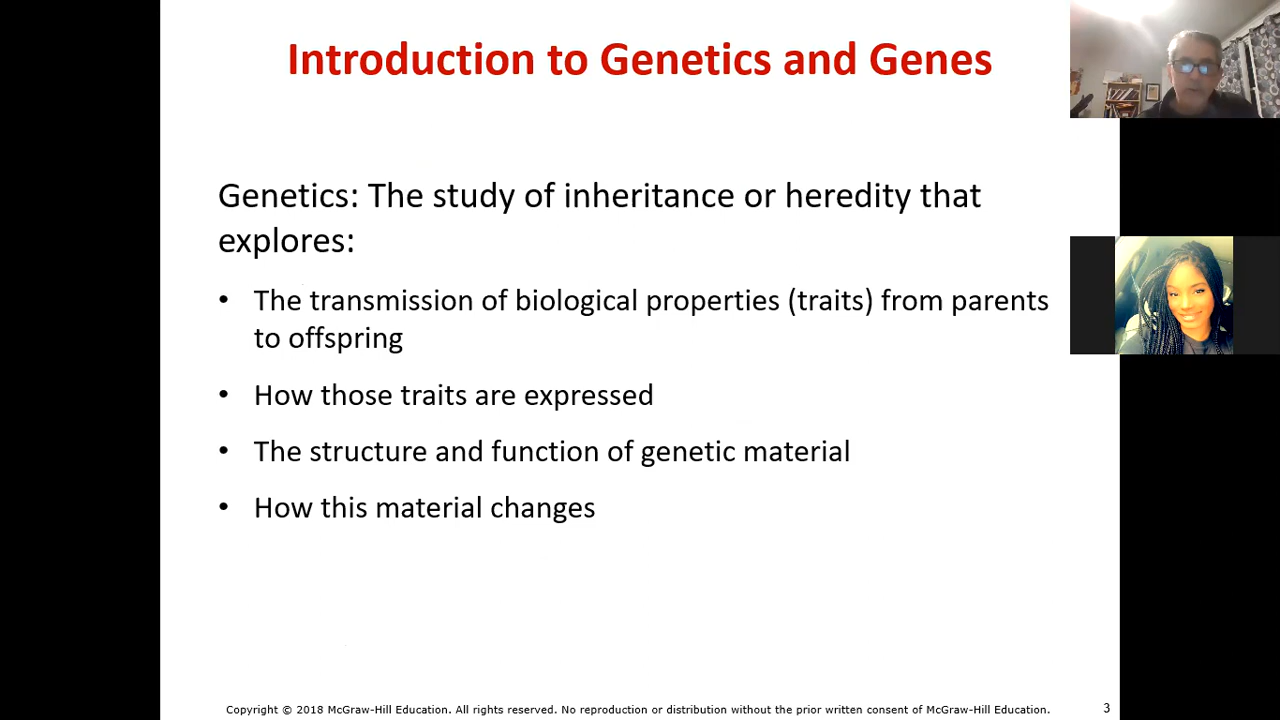 Introduction to Genetics and Genes
Genetics: The study of inheritance or heredity that
explores:
• The transmission of biological properties (traits) from parents
to offspring
• How those traits are expressed
• The structure and function of genetic material
• How this material changes
Copyright © 2018 McGraw-Hill Education. All rights reserved. No reproduction or distribution without the prior written consent of McGraw-Hill Education.
3